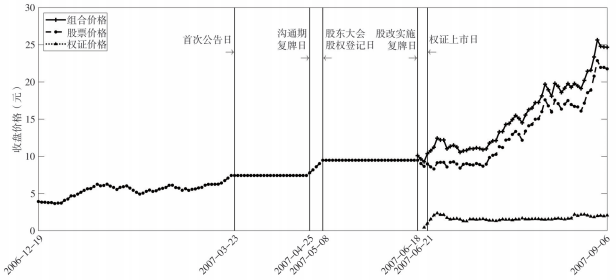 30
25
20
15
10
5
0
收盘价格（元）
组合价格
股票价格
权证价格
首次公告日
沟通期
复牌日
股东大会
股权登记日
股改实施
复牌日
权证上市日
2006-12-19
2007-03-23
2007-04-25
2007-05-08
2007-06-18
2007-06-21
2007-09-06